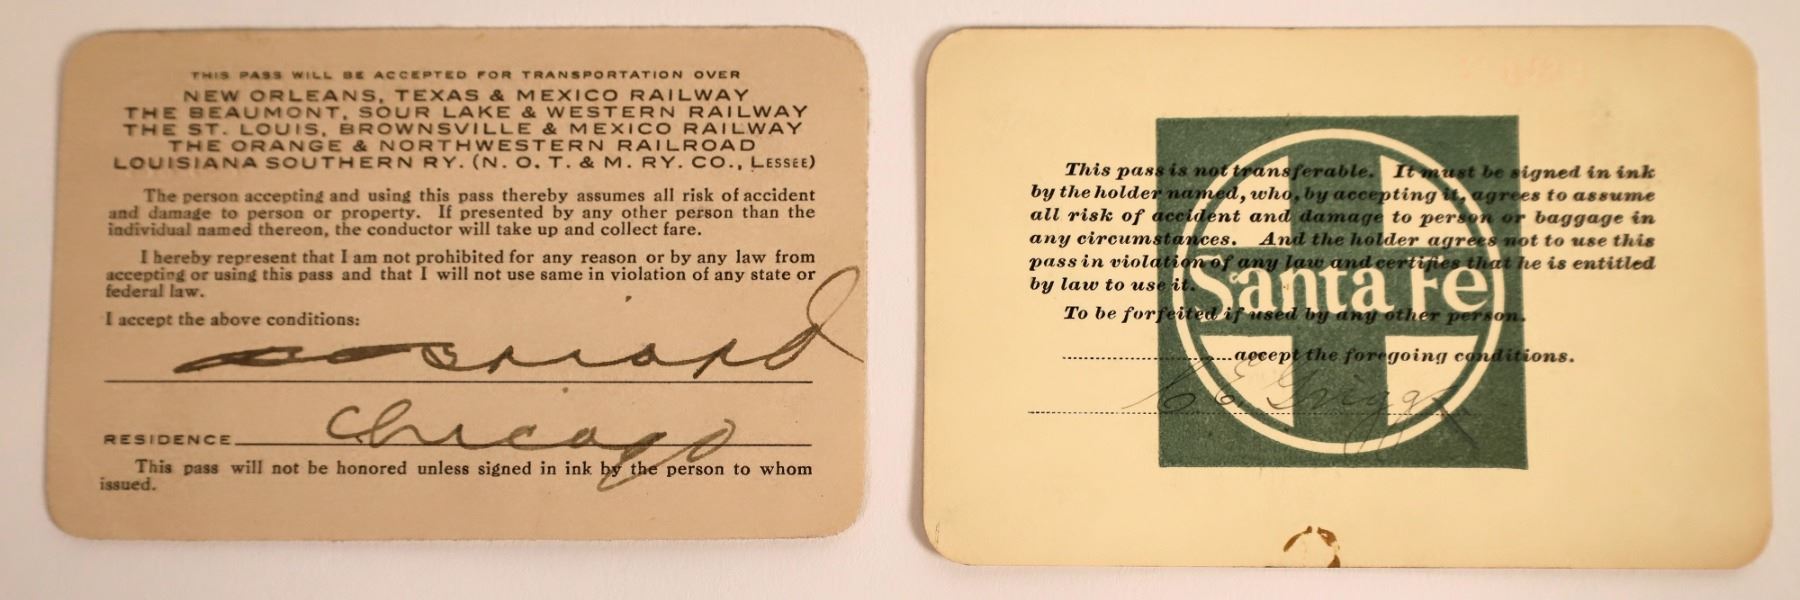 THIS PASS WILL BE ACCEPTED FOR TRANSPORTATION OVER
NEW ORLEANS, TEXAS & MEXICO RAILWAY
THE BEAUMONT, SOUR LAKE & WESTERN RAILWAY
THE ST. LOUIS, BROWNSVILLE & MEXICO RAILWAY
THE ORANGE & NORTHWESTERN RAILROAD
LOUISIANA SOUTHERN RY. (N. O. T. & M. RY. CO., LESSEE)
The person accepting and using this pass thereby assumes all risk of accident
and damage to person or property. If presented by any other person than the
individual named thereon, the conductor will take up and collect fare.
I hereby represent that I am not prohibited for any reason or by any law from
accepting or using this pass and that I will not use same in violation of any state or
federal law.
I accept the above conditions:
RESIDENCE Chicago
This pass will not be honored unless signed in ink by the person to whom
issued.
This pass is not transferable. It must be signed in ink
by the holder named, who, by accepting it, agrees to assume
all risk of accident and damage to person or baggage in
any circumstances. And the holder agrees not to use this
pass in violation of any law and certifies that he is entitled
by law to use it.
Santa Fe
To be forfeited if used by any other person.
accept the foregoing conditions.
C E Griggs